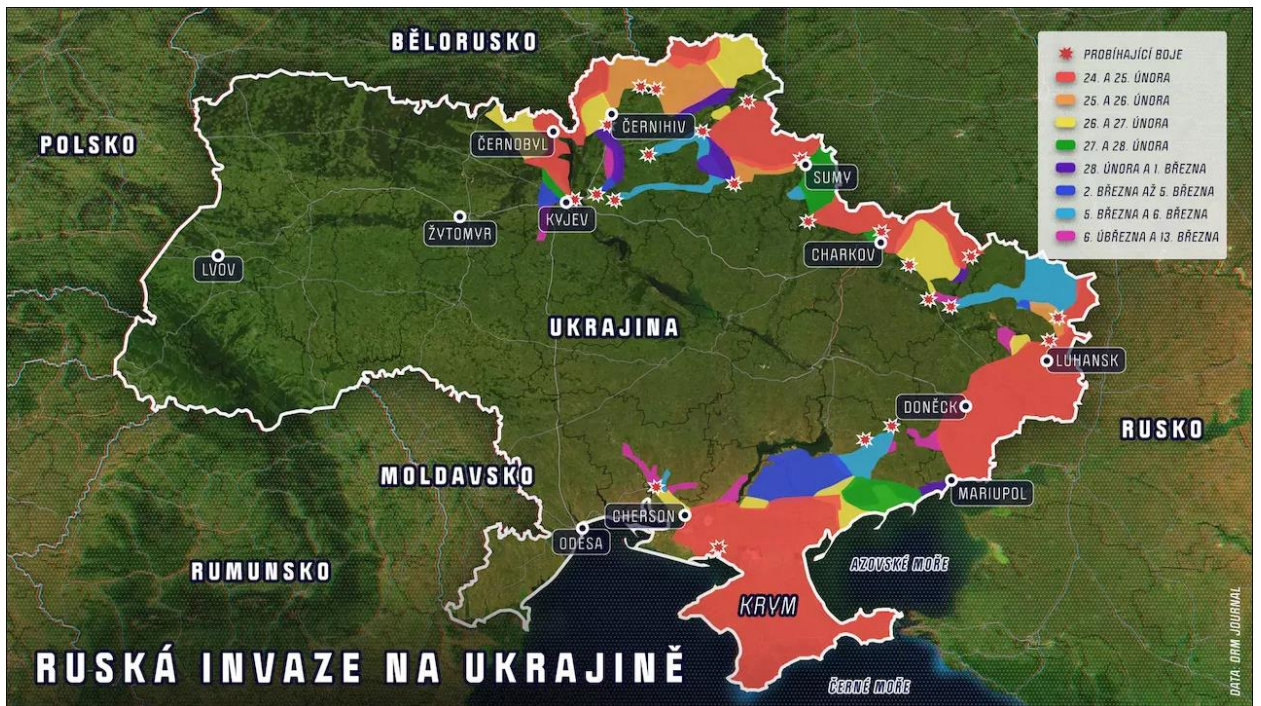 BĚLORUSKO
POLSKO
ČERNOBYL
ČERNIHIV
SUMY
KYJEV
ŽYTOMYR
LVOV
CHARKOV
UKRAJINA
LUHANSK
DONĚCK
RUSKO
MOLDAVSKO
MARIUPOL
CHERSON
ODESA
RUMUNSKO
AZOVSKÉ MOŘE
KRYM
ČERNÉ MOŘE
RUSKÁ INVAZE NA UKRAJINĚ
PROBÍHAJÍCÍ BOJE
24. A 25. ÚNORA
25. A 26. ÚNORA
26. A 27. ÚNORA
27. A 28. ÚNORA
28. ÚNORA A 1. BŘEZNA
2. BŘEZNA AŽ 5. BŘEZNA
5. BŘEZNA A 6. BŘEZNA
6. ÚBŘEZNA A 13. BŘEZNA
DATA: DRM JOURNAL